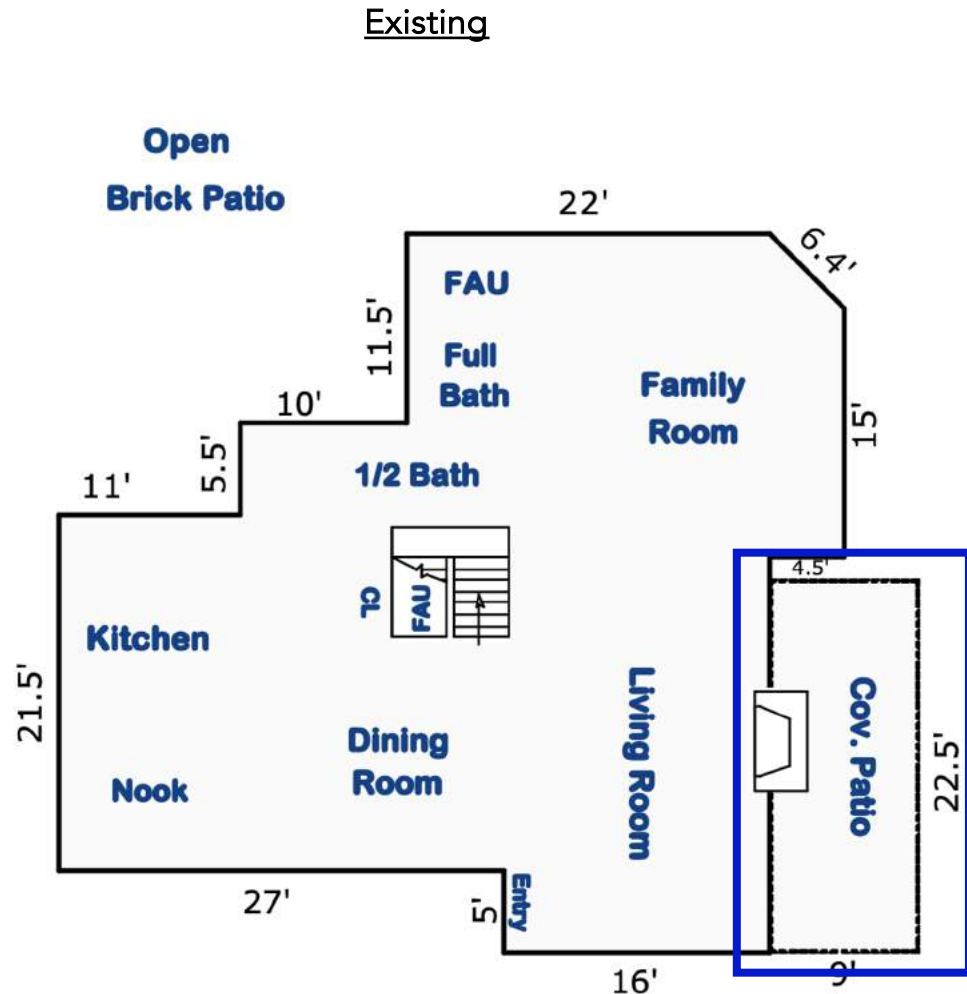 Existing
Open
Brick Patio
22'
6.4'
FAU
11.5'
Full
Bath
Family
Room
10'
15'
5.5'
1/2 Bath
11'
4.5'
CL
FAU
Kitchen
21.5'
Living Room
Cov. Patio
22.5'
Dining
Room
Nook
Entry
27'
5'
16'
9'